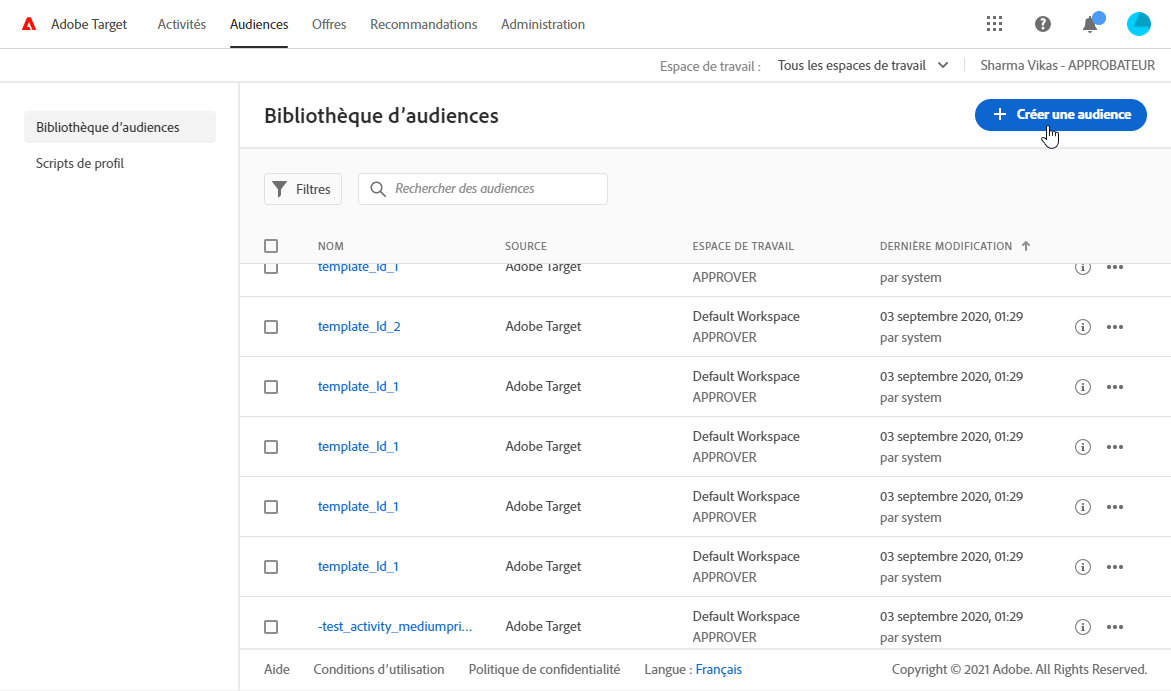 Adobe Target Activités Audiences Offres Recommandations Administration
Espace de travail : Tous les espaces de travail Sharma Vikas - APPROBATEUR
Bibliothèque d’audiences
Scripts de profil
Bibliothèque d’audiences
Créer une audience
Filtres
Rechercher des audiences
NOM SOURCE ESPACE DE TRAVAIL DERNIÈRE MODIFICATION
template_Id_1 Adobe Target
APPROVER par system
template_Id_2 Adobe Target Default Workspace 03 septembre 2020, 01:29
APPROVER par system
template_Id_1 Adobe Target Default Workspace 03 septembre 2020, 01:29
APPROVER par system
template_Id_1 Adobe Target Default Workspace 03 septembre 2020, 01:29
APPROVER par system
template_Id_1 Adobe Target Default Workspace 03 septembre 2020, 01:29
APPROVER par system
template_Id_1 Adobe Target Default Workspace 03 septembre 2020, 01:29
APPROVER par system
-test_activity_mediumpri... Adobe Target Default Workspace 03 septembre 2020, 01:29
APPROVER par system
Aide Conditions d’utilisation Politique de confidentialité Langue : Français Copyright © 2021 Adobe. All Rights Reserved.